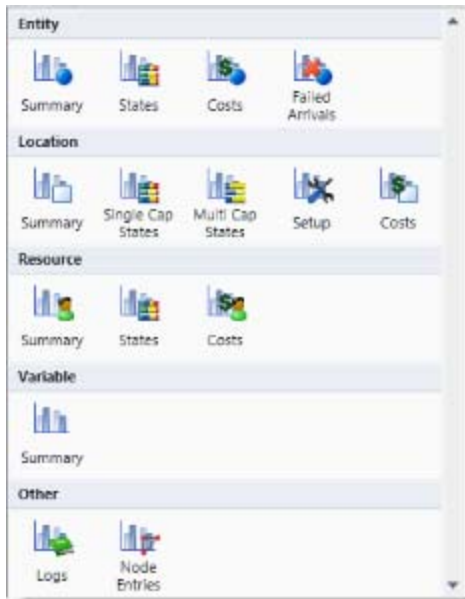 Entity
Summary States Costs Failed Arrivals
Location
Summary Single Cap States Multi Cap States Setup Costs
Resource
Summary States Costs
Variable
Summary
Other
Logs Node Entries